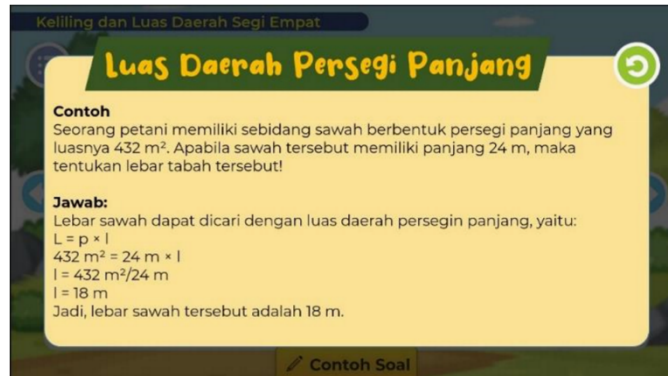 Keliling dan Luas Daerah Segi Empat
Luas Daerah Persegi Panjang
Contoh
Seorang petani memiliki sebidang sawah berbentuk persegi panjang yang
luasnya 432 m². Apabila sawah tersebut memiliki panjang 24 m, maka
tentukan lebar tabah tersebut!
Jawab:
Lebar sawah dapat dicari dengan luas daerah persegin panjang, yaitu:
L = p × l
432 m² = 24 m × l
l = 432 m²/24 m
l = 18 m
Jadi, lebar sawah tersebut adalah 18 m.
Contoh Soal